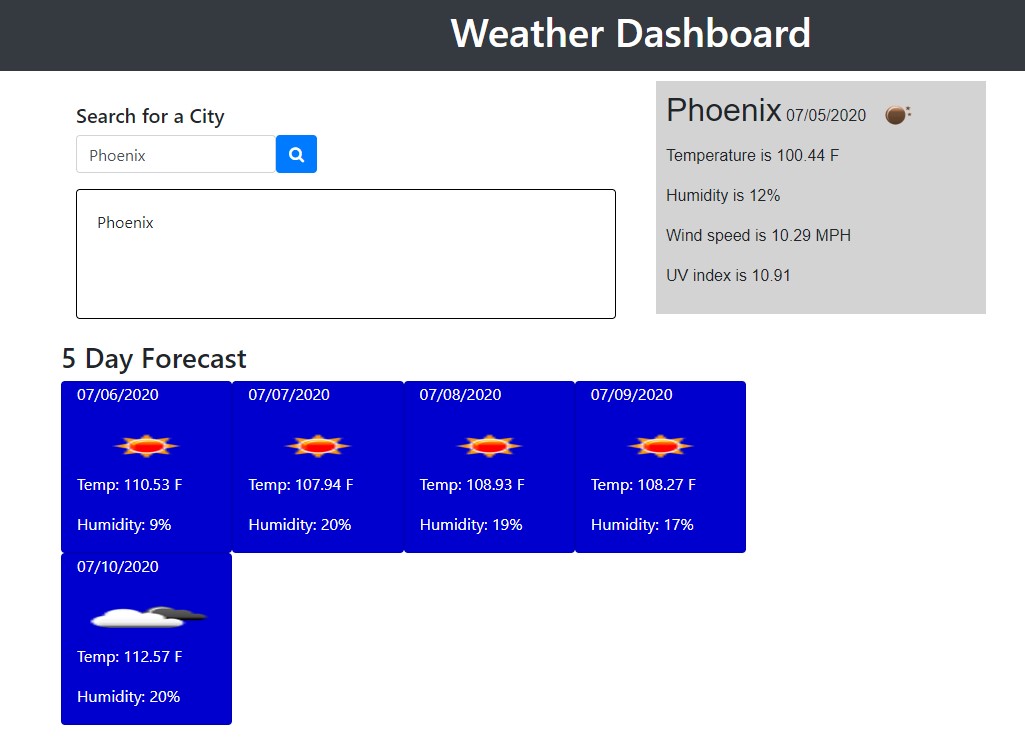 Weather Dashboard
Search for a City
Phoenix
Phoenix
Phoenix 07/05/2020
Temperature is 100.44 F
Humidity is 12%
Wind speed is 10.29 MPH
UV index is 10.91
5 Day Forecast
07/06/2020
Temp: 110.53 F
Humidity: 9%
07/07/2020
Temp: 107.94 F
Humidity: 20%
07/08/2020
Temp: 108.93 F
Humidity: 19%
07/09/2020
Temp: 108.27 F
Humidity: 17%
07/10/2020
Temp: 112.57 F
Humidity: 20%